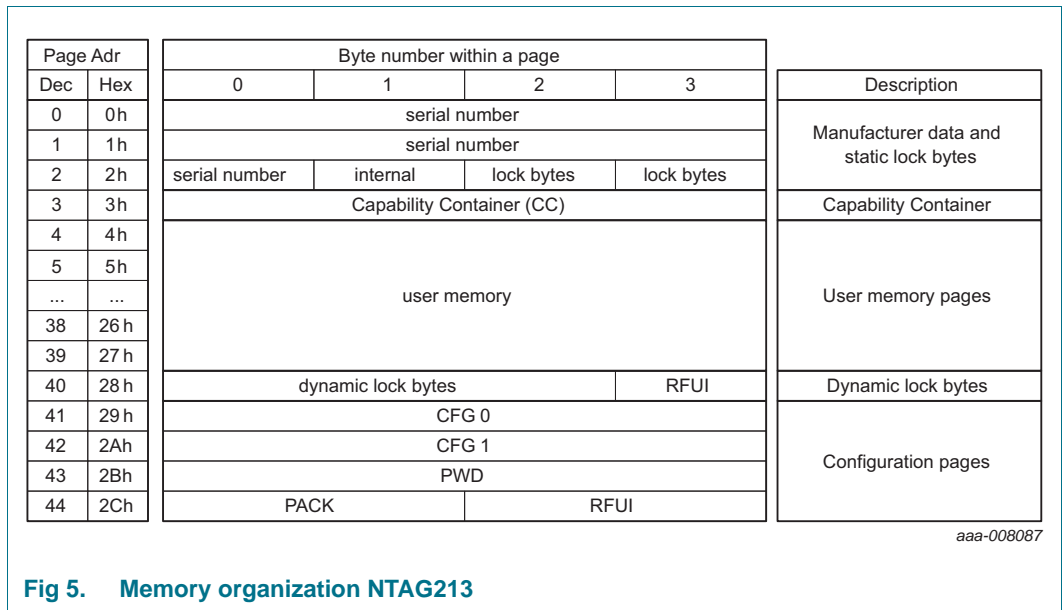 Page Adr Byte number within a page
Dec Hex 0 1 2 3 Description
0 0h serial number
1 1h serial number
Manufacturer data and
static lock bytes
2 2h serial number internal lock bytes lock bytes
3 3h Capability Container (CC) Capability Container
4 4h
5 5h
... ... user memory User memory pages
38 26h
39 27h
40 28h dynamic lock bytes RFUI Dynamic lock bytes
41 29h CFG 0
42 2Ah CFG 1
Configuration pages
43 2Bh PWD
44 2Ch PACK RFUI
aaa-008087
Fig 5. Memory organization NTAG213